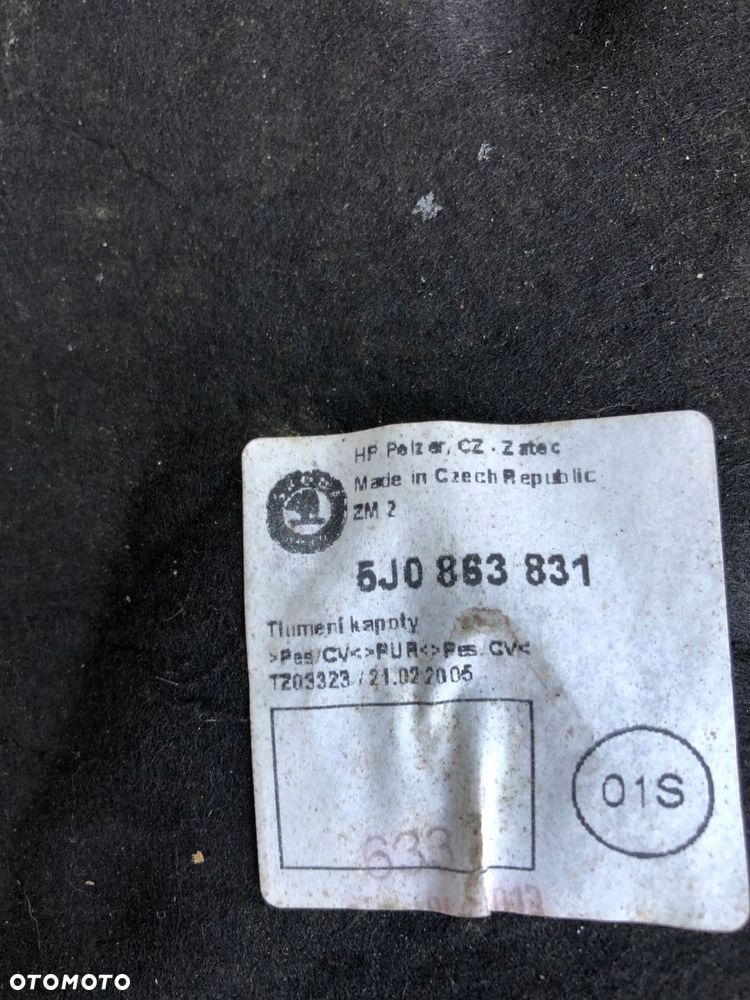 HP Pelzer, CZ - Zatec
Made in Czech Republic
ZM 2
5J0 863 831
Tlumeni kapoty
>Pes/CV<>PUR<>Pes/CV<
TZ03323 / 21.02.2005
01S
633
OTOMOTO